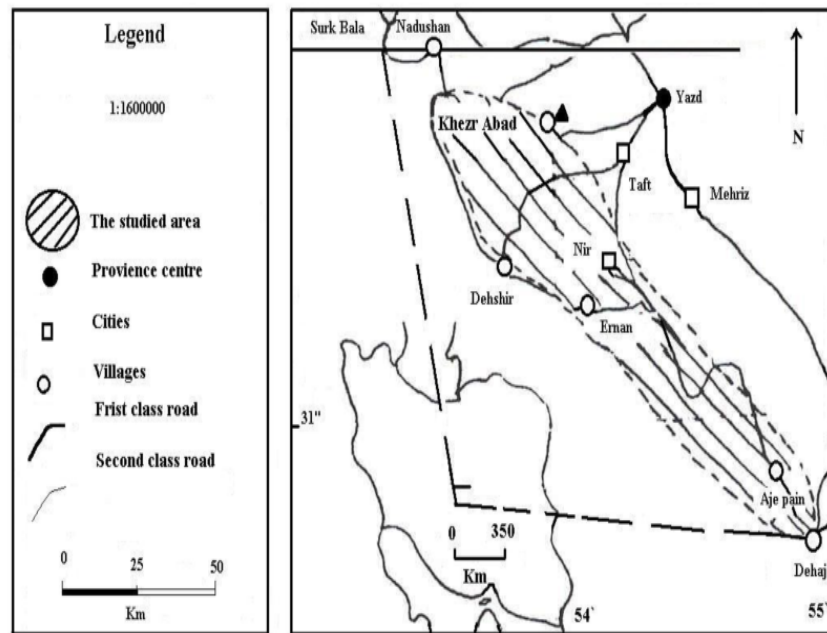 Legend
1:1600000
The studied area
Provience centre
Cities
Villages
Frist class road
Second class road
0 25 50
Km
Surk Bala
Nadushan
Khezr Abad
Yazd
N
Taft
Mehriz
Nir
Dehshir
Ernan
31"
Aje pain
0 350
Km
Dehaj
54`
55`